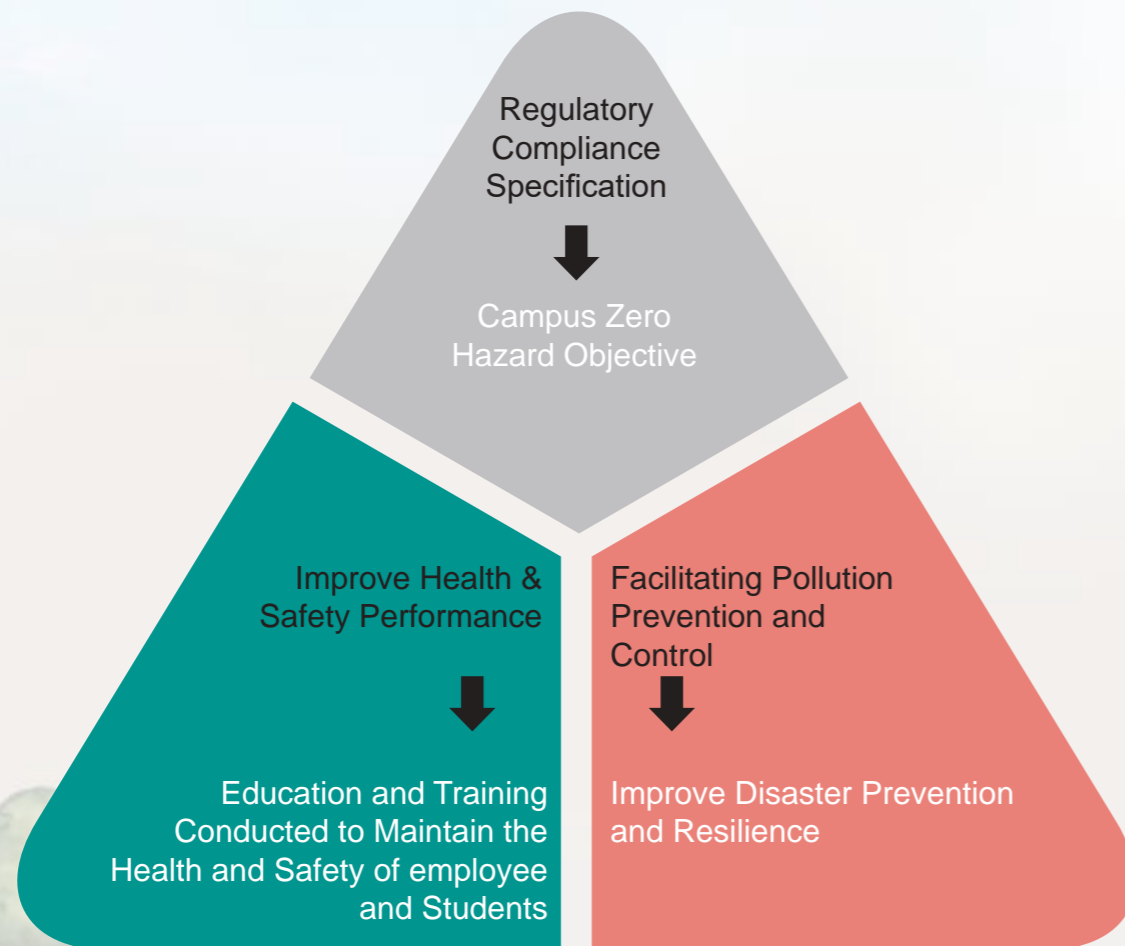 Regulatory
Compliance
Specification
Campus Zero
Hazard Objective
Improve Health &
Safety Performance
Education and Training
Conducted to Maintain the
Health and Safety of employee
and Students
Facilitating Pollution
Prevention and
Control
Improve Disaster Prevention
and Resilience